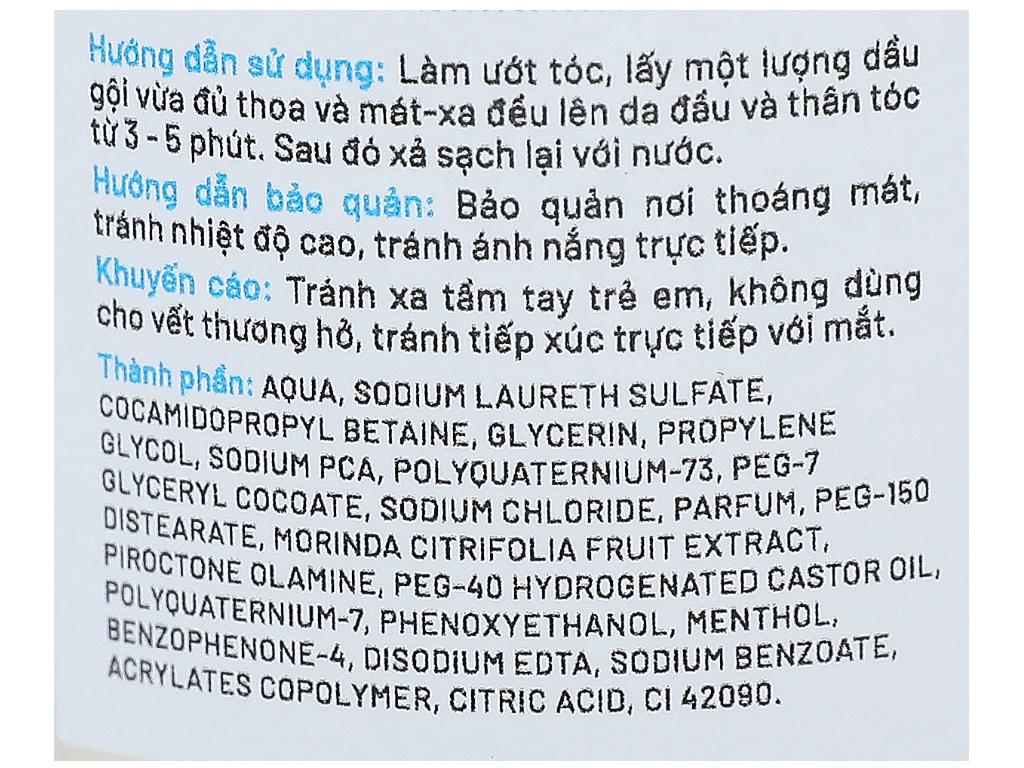 Hướng dẫn sử dụng: Làm ướt tóc, lấy một lượng dầu
gội vừa đủ thoa và mát-xa đều lên da đầu và thân tóc
từ 3 - 5 phút. Sau đó xả sạch lại với nước.
Hướng dẫn bảo quản: Bảo quản nơi thoáng mát,
tránh nhiệt độ cao, tránh ánh nắng trực tiếp.
Khuyến cáo: Tránh xa tầm tay trẻ em, không dùng
cho vết thương hở, tránh tiếp xúc trực tiếp với mắt.
Thành phần: AQUA, SODIUM LAURETH SULFATE,
COCAMIDOPROPYL BETAINE, GLYCERIN, PROPYLENE
GLYCOL, SODIUM PCA, POLYQUATERNIUM-73, PEG-7
GLYCERYL COCOATE, SODIUM CHLORIDE, PARFUM, PEG-150
DISTEARATE, MORINDA CITRIFOLIA FRUIT EXTRACT,
PIROCTONE OLAMINE, PEG-40 HYDROGENATED CASTOR OIL,
POLYQUATERNIUM-7, PHENOXYETHANOL, MENTHOL,
BENZOPHENONE-4, DISODIUM EDTA, SODIUM BENZOATE,
ACRYLATES COPOLYMER, CITRIC ACID, CI 42090.